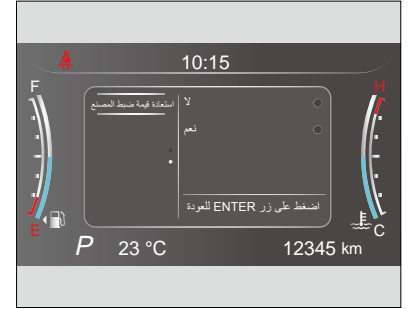 10:15
F
H
استعادة قيمة ضبط المصنع
لا
نعم
اضغط على زر ENTER للعودة
E
C
P
23 °C
12345 km